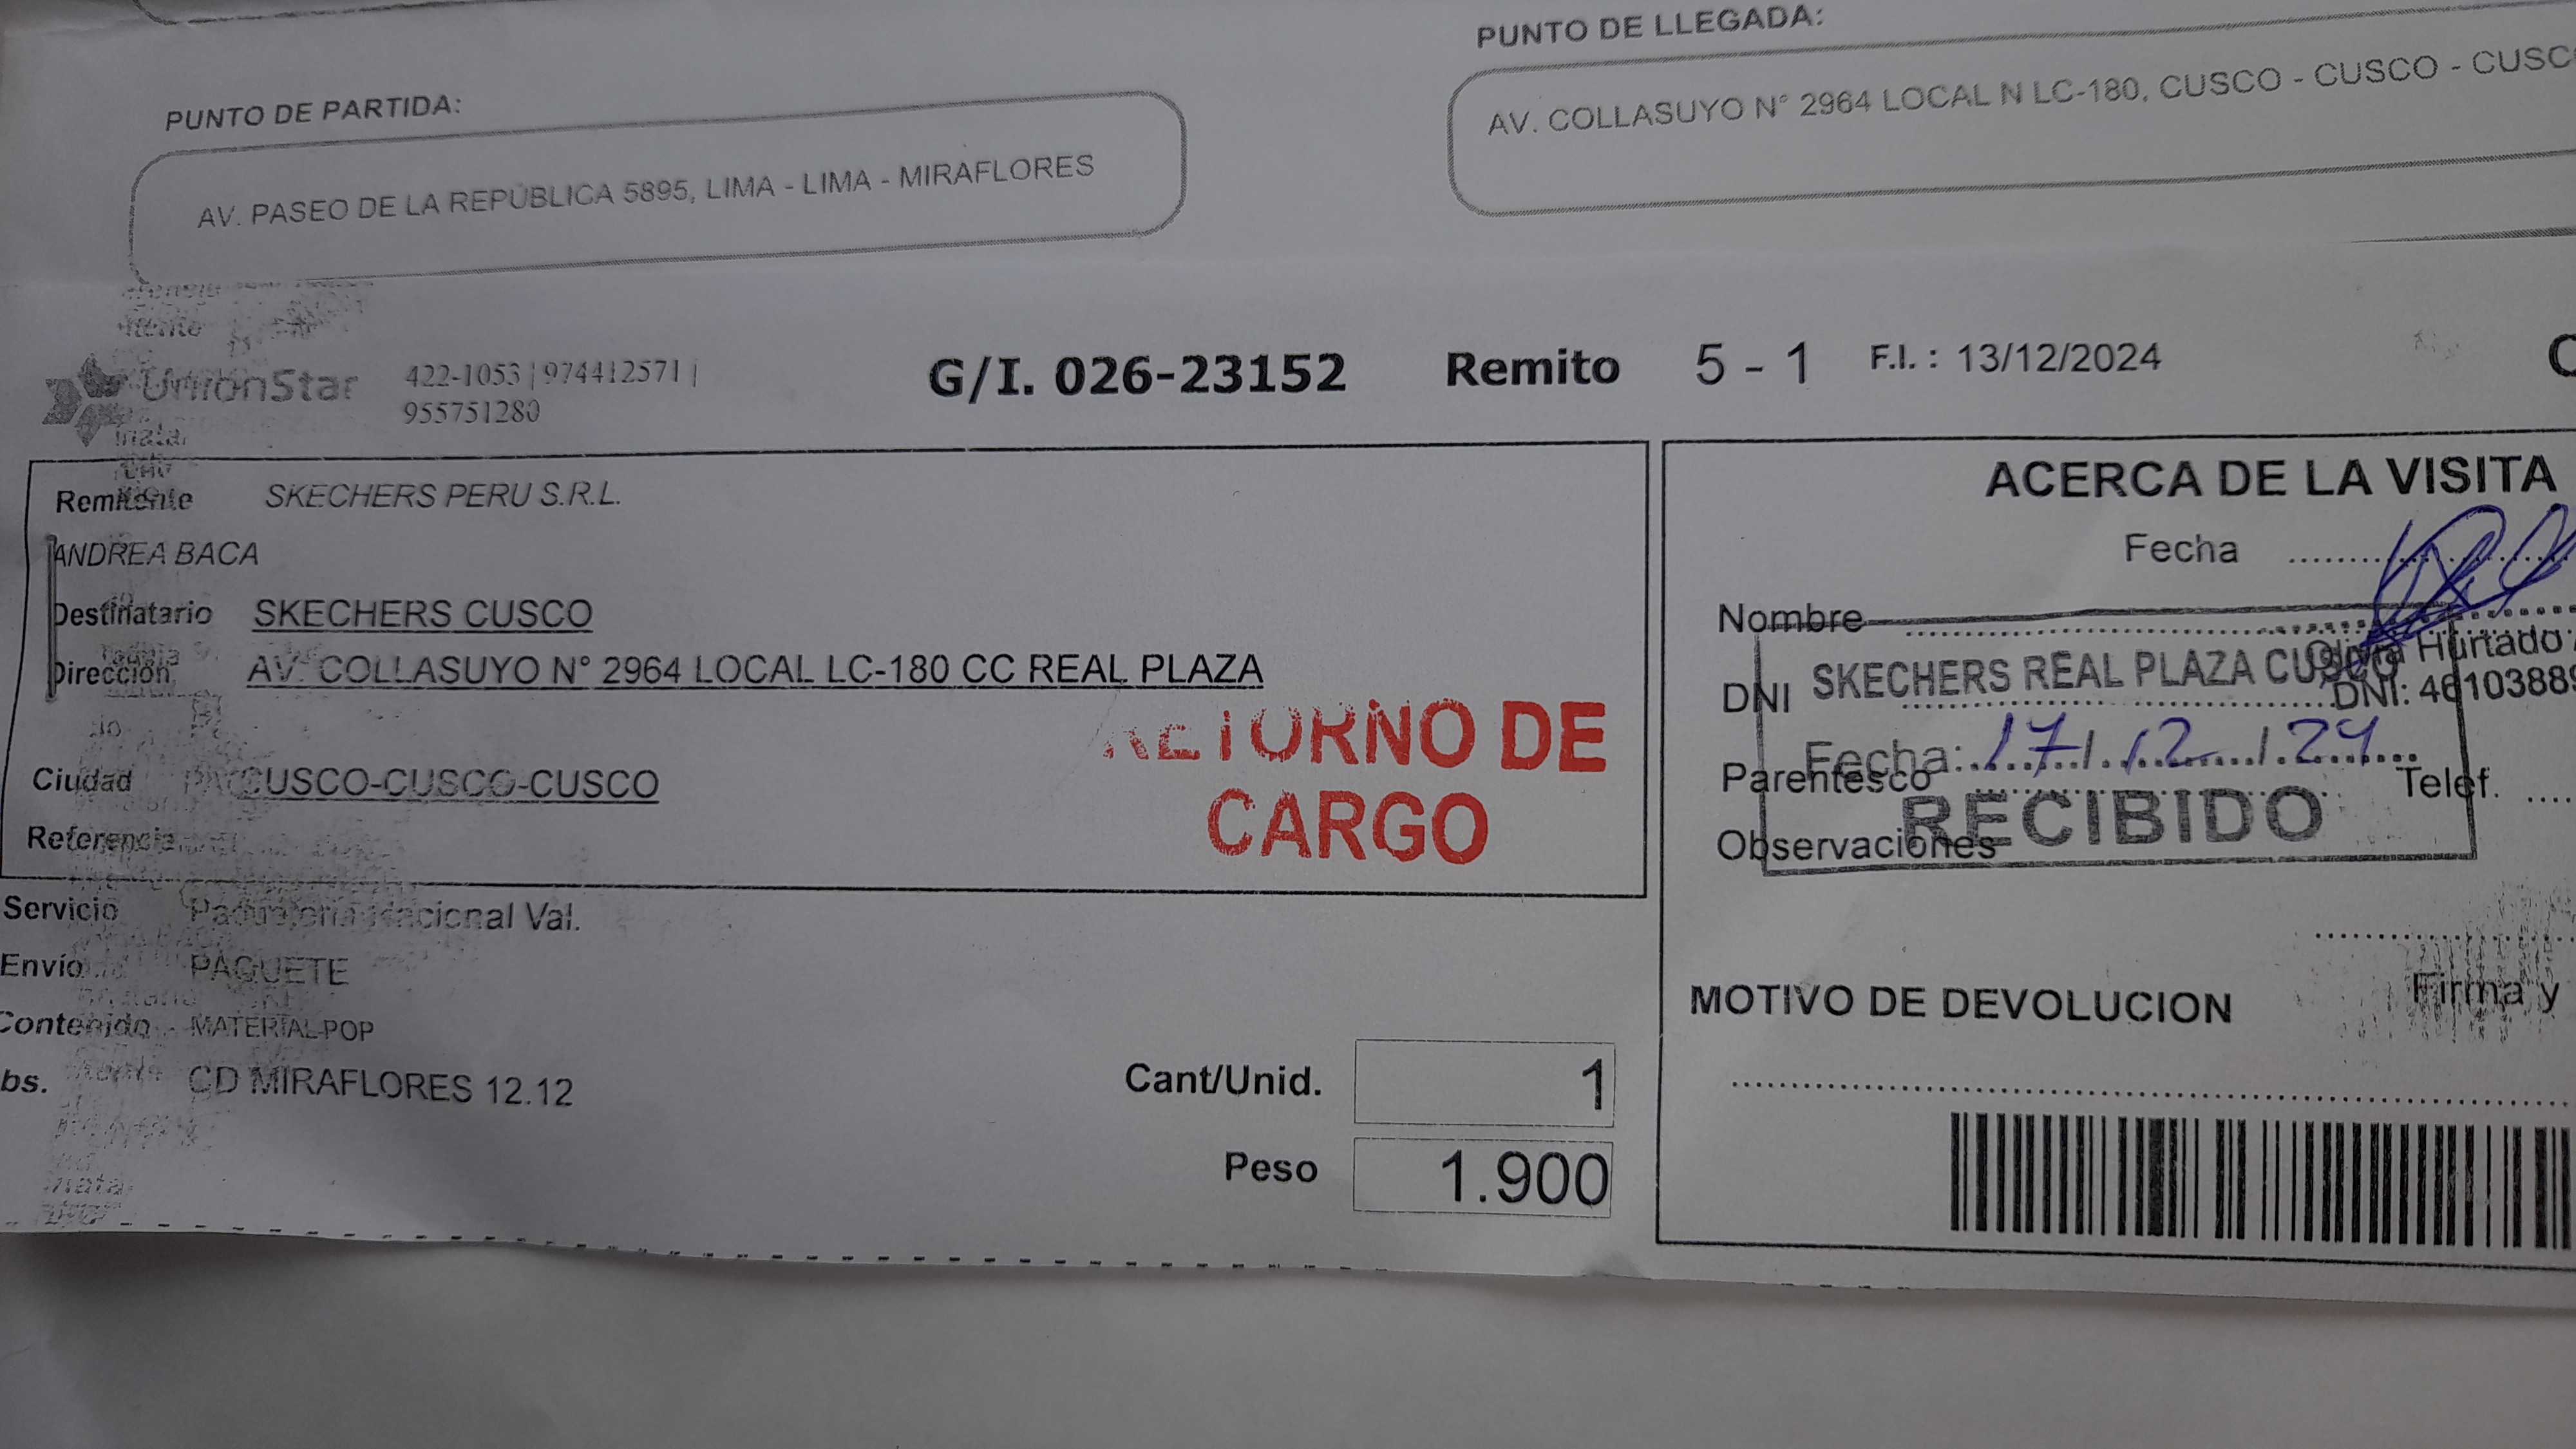 PUNTO DE PARTIDA:
AV. PASEO DE LA REPÚBLICA 5895, LIMA - LIMA - MIRAFLORES
PUNTO DE LLEGADA:
AV. COLLASUYO N° 2964 LOCAL N LC-180, CUSCO - CUSCO - CUSC
UnionStar
422-1053 | 974412571 |
955751280
G/I. 026-23152 Remito 5 - 1 F.I. : 13/12/2024
Remitente SKECHERS PERU S.R.L.
ANDREA BACA
Destinatario SKECHERS CUSCO
Dirección AV. COLLASUYO N° 2964 LOCAL LC-180 CC REAL PLAZA
Ciudad CUSCO-CUSCO-CUSCO
Referencia
RETORNO DE
CARGO
Servicio Paquetería Nacional Val.
Envío PAQUETE
Contenido MATERIAL POP
bs. CD MIRAFLORES 12.12
Cant/Unid. 1
Peso 1.900
ACERCA DE LA VISITA
Fecha
Nombre
Hurtado
DNI
SKECHERS REAL PLAZA CUSCO
DNI: 46103889
Fecha: 17/12/24
Parentesco
Telef.
RECIBIDO
Observaciones
Firma y
MOTIVO DE DEVOLUCION